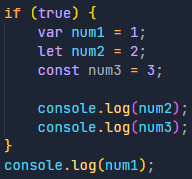 if (true) {
    var num1 = 1;
    let num2 = 2;
    const num3 = 3;

    console.log(num2);
    console.log(num3);
}
console.log(num1);